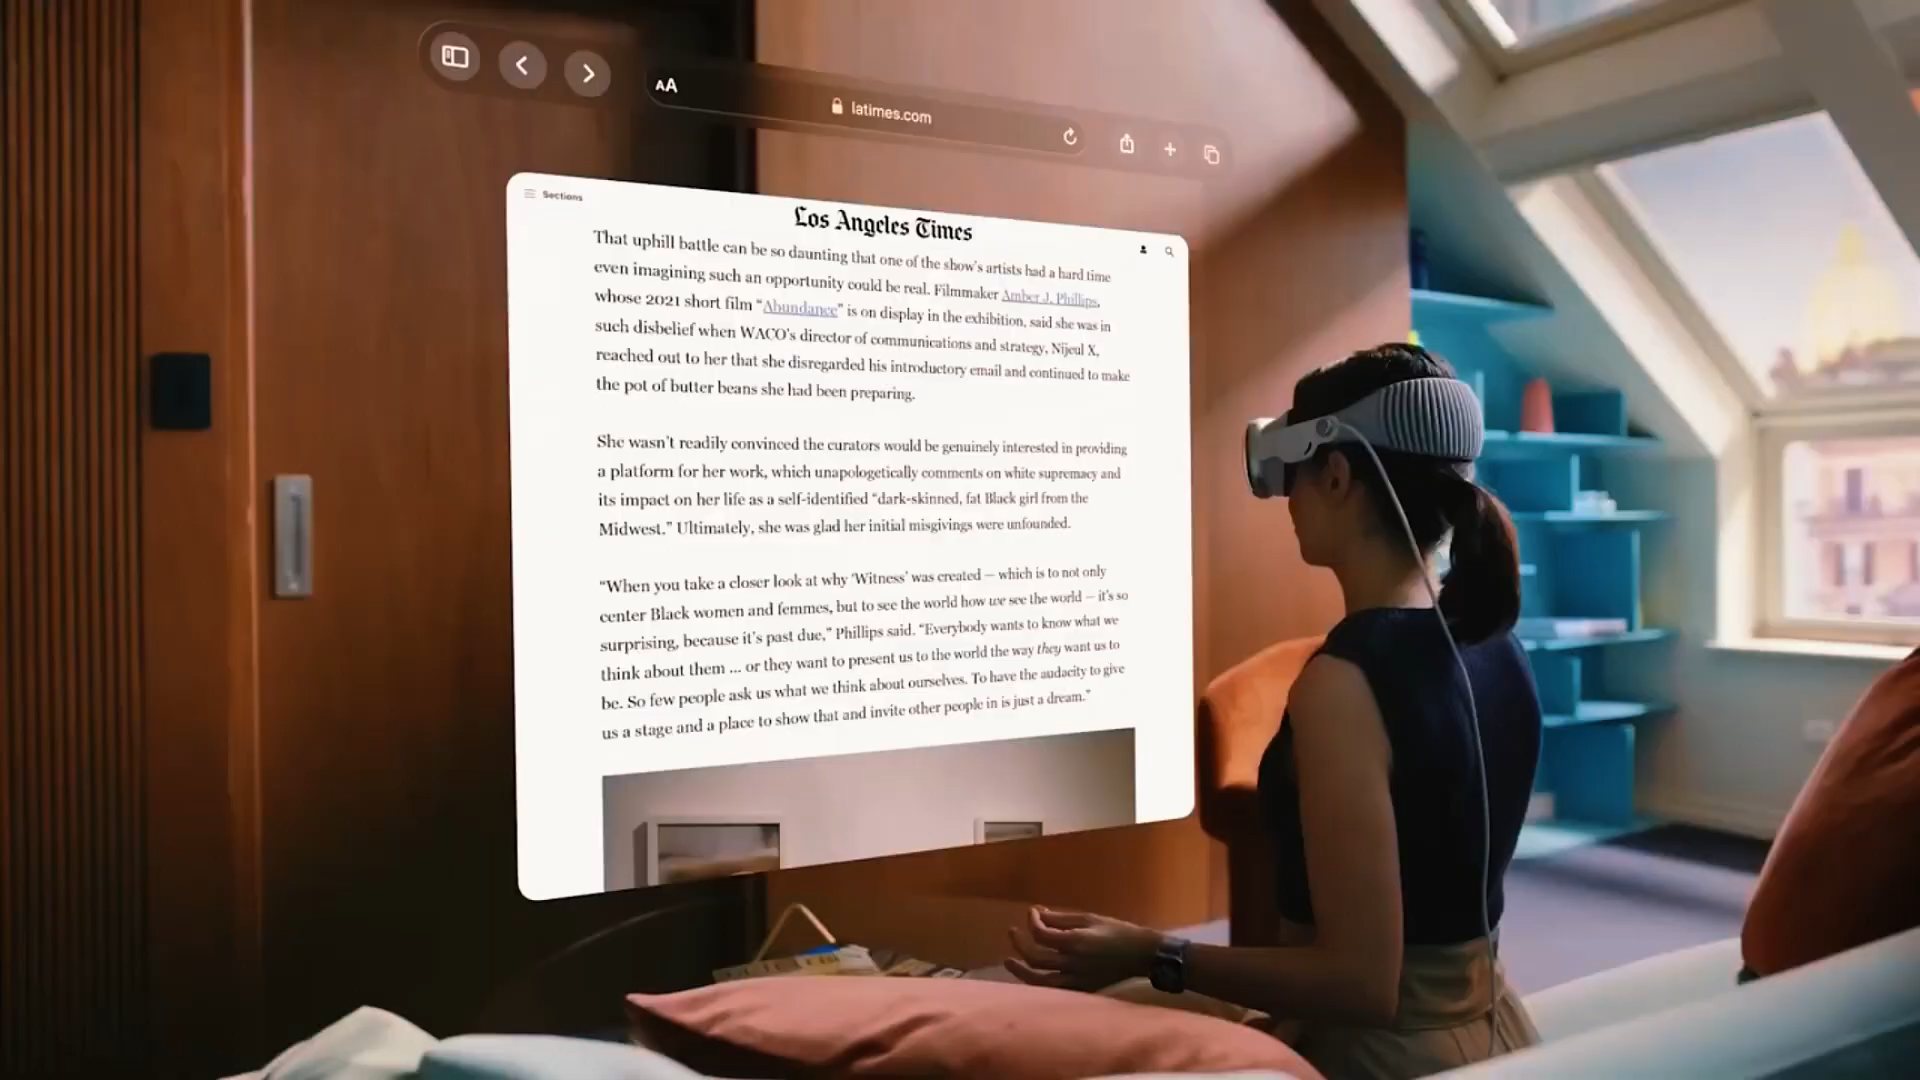 AA
latimes.com
Sections
Los Angeles Times
That uphill battle can be so daunting that one of the show's artists had a hard time
even imagining such an opportunity could be real. Filmmaker Amber J. Phillips,
whose 2021 short film “Abundance” is on display in the exhibition, said she was in
such disbelief when WACO's director of communications and strategy, Nijeul X,
reached out to her that she disregarded his introductory email and continued to make
the pot of butter beans she had been preparing.
She wasn't readily convinced the curators would be genuinely interested in providing
a platform for her work, which unapologetically comments on white supremacy and
its impact on her life as a self-identified “dark-skinned, fat Black girl from the
Midwest.” Ultimately, she was glad her initial misgivings were unfounded.
“When you take a closer look at why ‘Witness’ was created — which is to not only
center Black women and femmes, but to see the world how we see the world — it's so
surprising, because it's past due,” Phillips said. “Everybody wants to know what we
think about them ... or they want to present us to the world the way they want us to
be. So few people ask us what we think about ourselves. To have the audacity to give
us a stage and a place to show that and invite other people in is just a dream.”